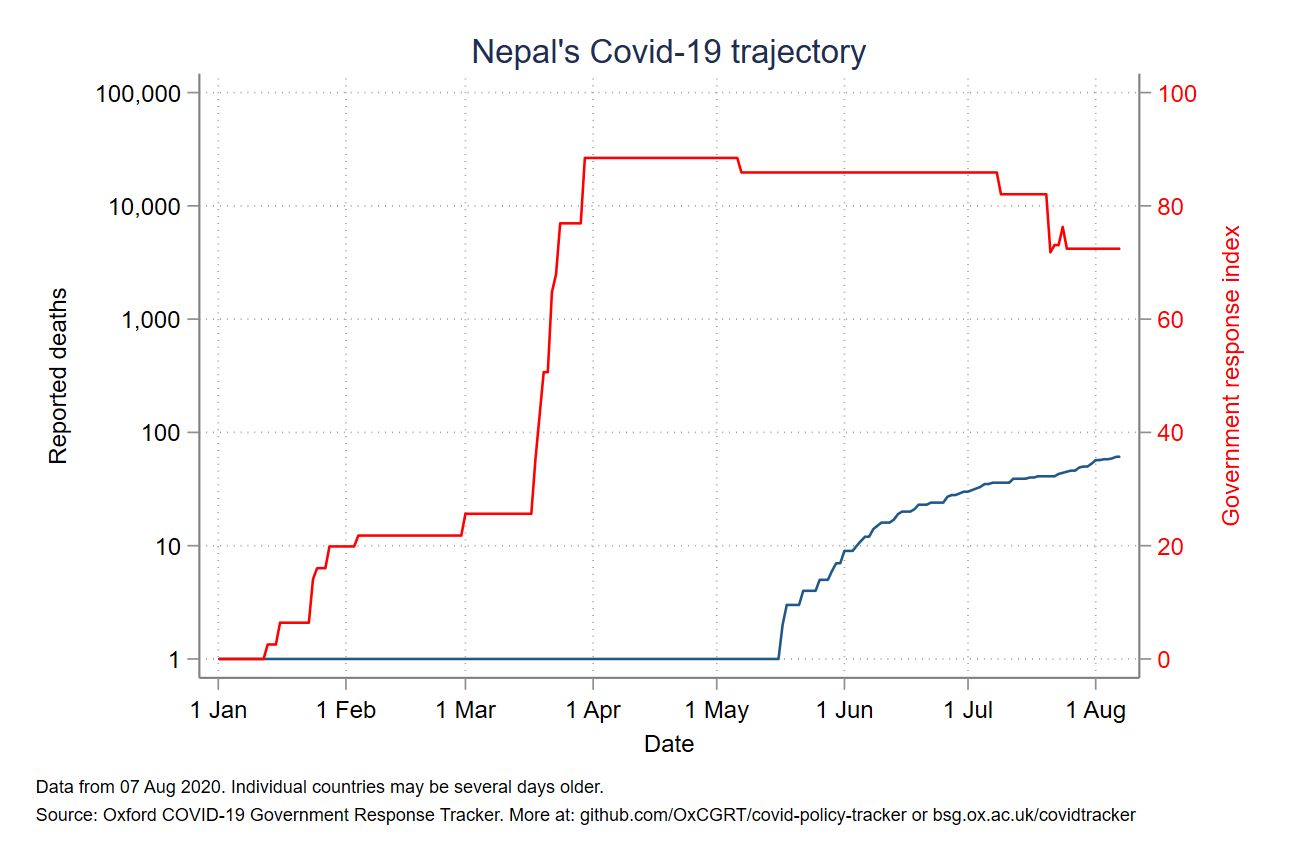 Nepal's Covid-19 trajectory
100,000
10,000
1,000
100
10
1
Reported deaths
100
80
60
40
20
0
Government response index
1 Jan 1 Feb 1 Mar 1 Apr 1 May 1 Jun 1 Jul 1 Aug
Date
Data from 07 Aug 2020. Individual countries may be several days older.
Source: Oxford COVID-19 Government Response Tracker. More at: github.com/OxCGRT/covid-policy-tracker or bsg.ox.ac.uk/covidtracker